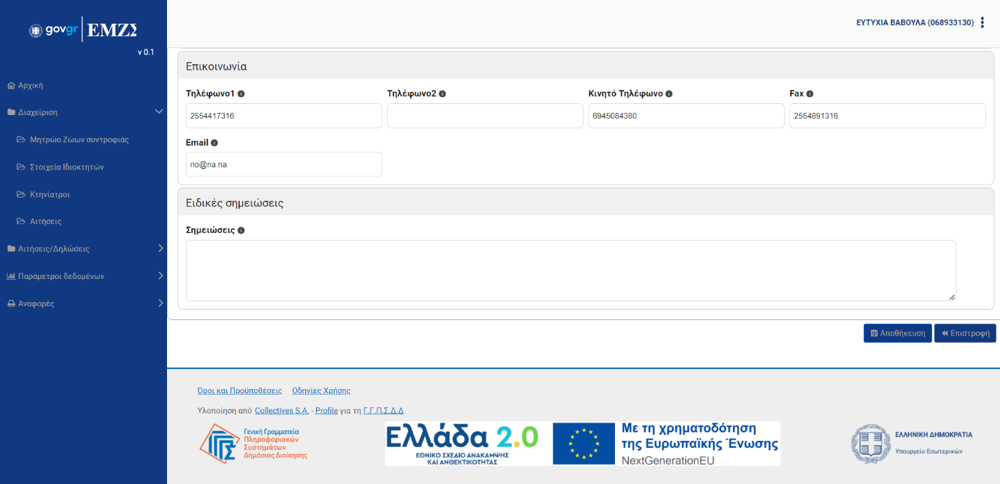 govgr ΕΜΖΣ
v 0.1
ΕΥΤΥΧΙΑ ΒΑΒΟΥΛΑ (068933130)
Αρχική
Διαχείριση
Μητρώο Ζώων συντροφιάς
Στοιχεία Ιδιοκτητών
Κτηνίατροι
Αιτήσεις
Αιτήσεις/Δηλώσεις
Παράμετροι δεδομένων
Αναφορές
Επικοινωνία
Τηλέφωνο1 Τηλέφωνο2 Κινητό Τηλέφωνο Fax
2554417316 6945084380 2554891316
Email
no@na.na
Ειδικές σημειώσεις
Σημειώσεις
Αποθήκευση Επιστροφή
Όροι και Προϋποθέσεις Οδηγίες Χρήσης
Υλοποίηση από Collectives S.A. - Profile για τη Γ.Γ.Π.Σ.Δ.Δ
Γενική Γραμματεία
Πληροφοριακών
Συστημάτων
Δημόσιας Διοίκησης
Ελλάδα 2.0
ΕΘΝΙΚΟ ΣΧΕΔΙΟ ΑΝΑΚΑΜΨΗΣ
ΚΑΙ ΑΝΘΕΚΤΙΚΟΤΗΤΑΣ
Με τη χρηματοδότηση
της Ευρωπαϊκής Ένωσης
NextGenerationEU
ΕΛΛΗΝΙΚΗ ΔΗΜΟΚΡΑΤΙΑ
Υπουργείο Εσωτερικών